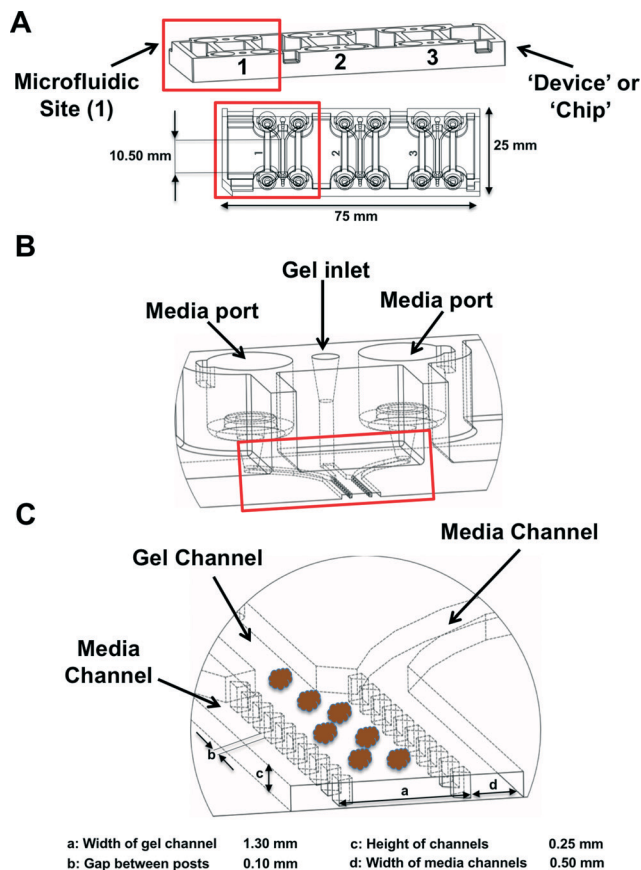 A
1
2
3
Microfluidic
Site (1)
'Device' or
'Chip'
10.50 mm
1
2
3
25 mm
75 mm
B
Gel inlet
Media port
Media port
C
Media Channel
Gel Channel
Media
Channel
b
c
a
d
a: Width of gel channel 1.30 mm c: Height of channels 0.25 mm
b: Gap between posts 0.10 mm d: Width of media channels 0.50 mm